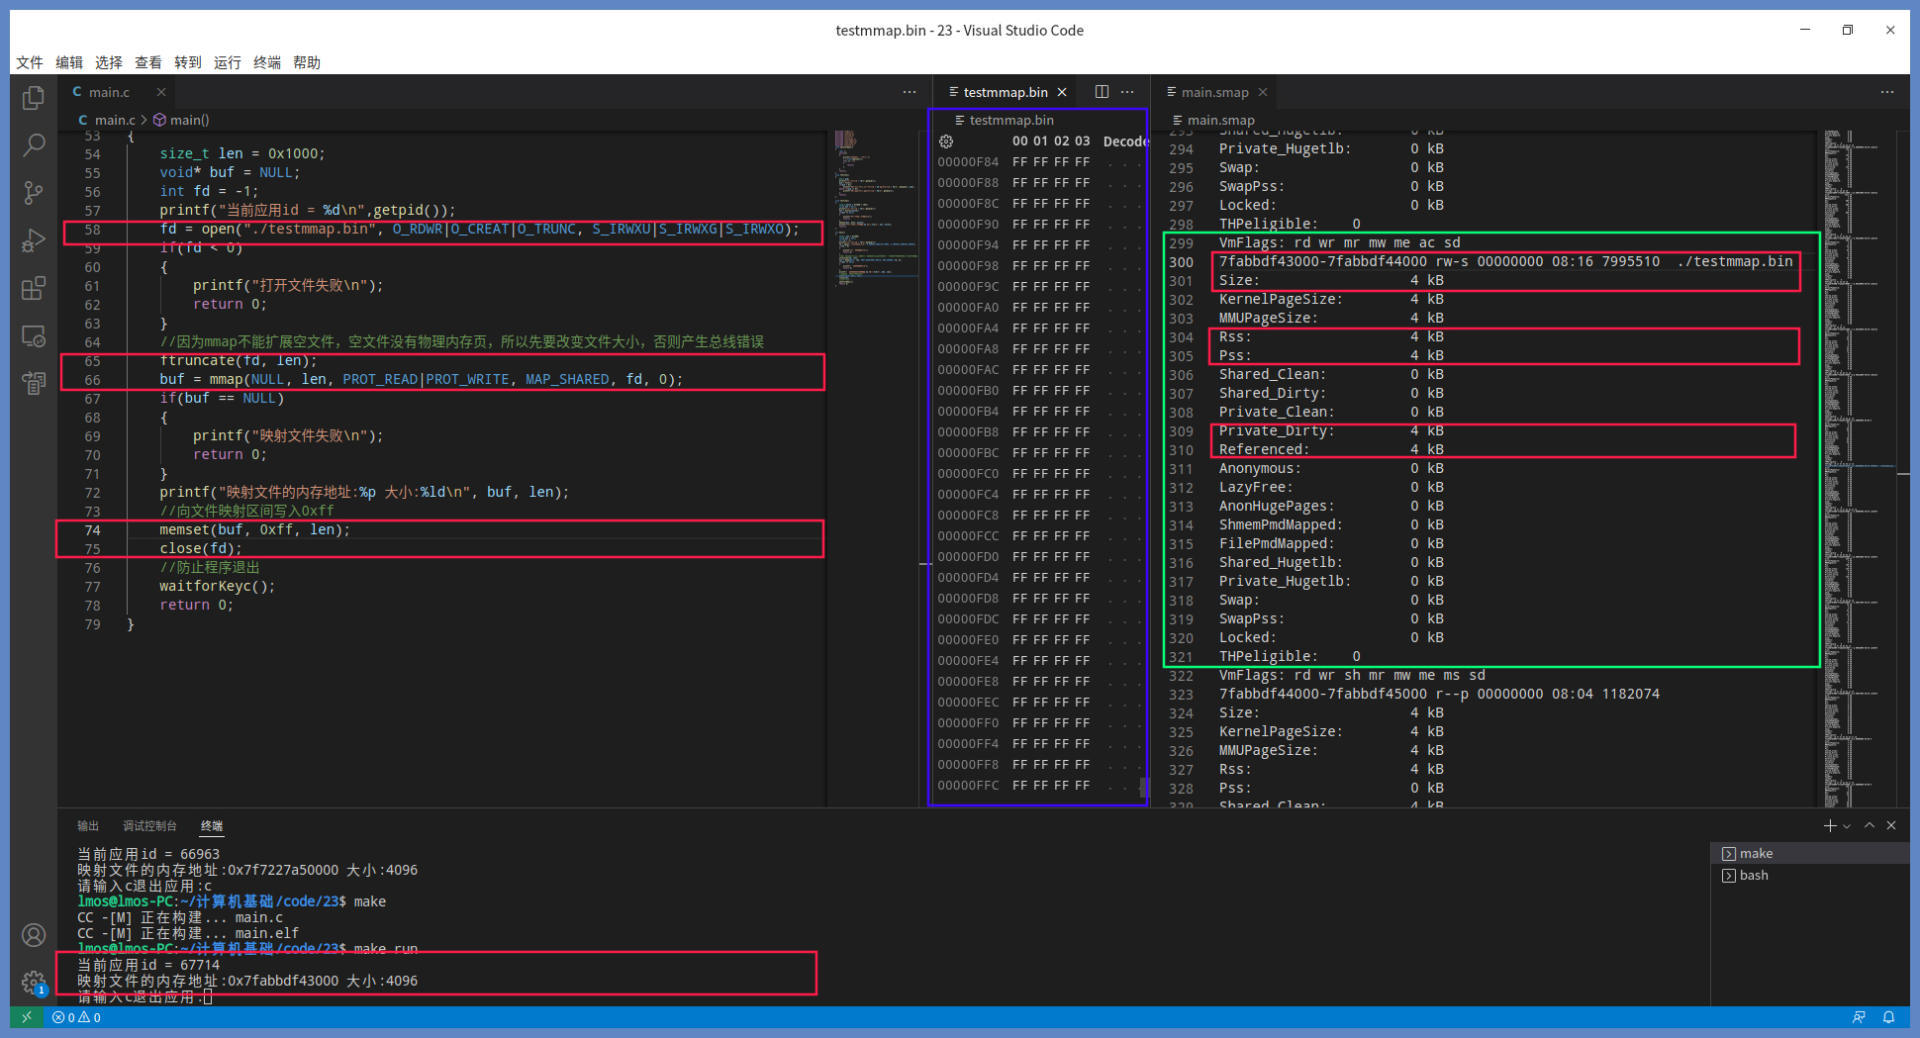 testmmap.bin - 23 - Visual Studio Code
文件 编辑 选择 查看 转到 运行 终端 帮助
C main.c
C main.c > main()
53 {
54 size_t len = 0x1000;
55 void* buf = NULL;
56 int fd = -1;
57 printf("当前应用id = %d\n",getpid());
58 fd = open("./testmmap.bin", O_RDWR|O_CREAT|O_TRUNC, S_IRWXU|S_IRWXG|S_IRWXO);
59 if(fd < 0)
60 {
61 printf("打开文件失败\n");
62 return 0;
63 }
64 //因为mmap不能扩展空文件，空文件没有物理内存页，所以先要改变文件大小，否则产生总线错误
65 ftruncate(fd, len);
66 buf = mmap(NULL, len, PROT_READ|PROT_WRITE, MAP_SHARED, fd, 0);
67 if(buf == NULL)
68 {
69 printf("映射文件失败\n");
70 return 0;
71 }
72 printf("映射文件的内存地址:%p 大小:%ld\n", buf, len);
73 //向文件映射区间写入0xff
74 memset(buf, 0xff, len);
75 close(fd);
76 //防止程序退出
77 waitforKeyc();
78 return 0;
79 }
testmmap.bin
testmmap.bin
00 01 02 03 Decode
00000F84 FF FF FF FF . . .
00000F88 FF FF FF FF . . .
00000F8C FF FF FF FF . . .
00000F90 FF FF FF FF . . .
00000F94 FF FF FF FF . . .
00000F98 FF FF FF FF . . .
00000F9C FF FF FF FF . . .
00000FA0 FF FF FF FF . . .
00000FA4 FF FF FF FF . . .
00000FA8 FF FF FF FF . . .
00000FAC FF FF FF FF . . .
00000FB0 FF FF FF FF . . .
00000FB4 FF FF FF FF . . .
00000FB8 FF FF FF FF . . .
00000FBC FF FF FF FF . . .
00000FC0 FF FF FF FF . . .
00000FC4 FF FF FF FF . . .
00000FC8 FF FF FF FF . . .
00000FCC FF FF FF FF . . .
00000FD0 FF FF FF FF . . .
00000FD4 FF FF FF FF . . .
00000FD8 FF FF FF FF . . .
00000FDC FF FF FF FF . . .
00000FE0 FF FF FF FF . . .
00000FE4 FF FF FF FF . . .
00000FE8 FF FF FF FF . . .
00000FEC FF FF FF FF . . .
00000FF0 FF FF FF FF . . .
00000FF4 FF FF FF FF . . .
00000FF8 FF FF FF FF . . .
00000FFC FF FF FF FF . . .
main.smap
main.smap
293 Shared_Hugetlb: 0 kB
294 Private_Hugetlb: 0 kB
295 Swap: 0 kB
296 SwapPss: 0 kB
297 Locked: 0 kB
298 THPeligible: 0
299 VmFlags: rd wr mr mw me ac sd
300 7fabbdf43000-7fabbdf44000 rw-s 00000000 08:16 7995510 ./testmmap.bin
301 Size: 4 kB
302 KernelPageSize: 4 kB
303 MMUPageSize: 4 kB
304 Rss: 4 kB
305 Pss: 4 kB
306 Shared_Clean: 0 kB
307 Shared_Dirty: 0 kB
308 Private_Clean: 0 kB
309 Private_Dirty: 4 kB
310 Referenced: 4 kB
311 Anonymous: 0 kB
312 LazyFree: 0 kB
313 AnonHugePages: 0 kB
314 ShmemPmdMapped: 0 kB
315 FilePmdMapped: 0 kB
316 Shared_Hugetlb: 0 kB
317 Private_Hugetlb: 0 kB
318 Swap: 0 kB
319 SwapPss: 0 kB
320 Locked: 0 kB
321 THPeligible: 0
322 VmFlags: rd wr sh mr mw me ms sd
323 7fabbdf44000-7fabbdf45000 r--p 00000000 08:04 1182074
324 Size: 4 kB
325 KernelPageSize: 4 kB
326 MMUPageSize: 4 kB
327 Rss: 4 kB
328 Pss: 0 kB
329 Shared_Clean: 4 kB
输出 调试控制台 终端
当前应用id = 66963
映射文件的内存地址:0x7f7227a50000 大小:4096
请输入c退出应用:c
lmos@lmos-PC:~/计算机基础/code/23$ make
CC -[M] 正在构建... main.c
CC -[M] 正在构建... main.elf
lmos@lmos-PC:~/计算机基础/code/23$ make run
当前应用id = 67714
映射文件的内存地址:0x7fabbdf43000 大小:4096
请输入c退出应用:
make
bash
1
0 0